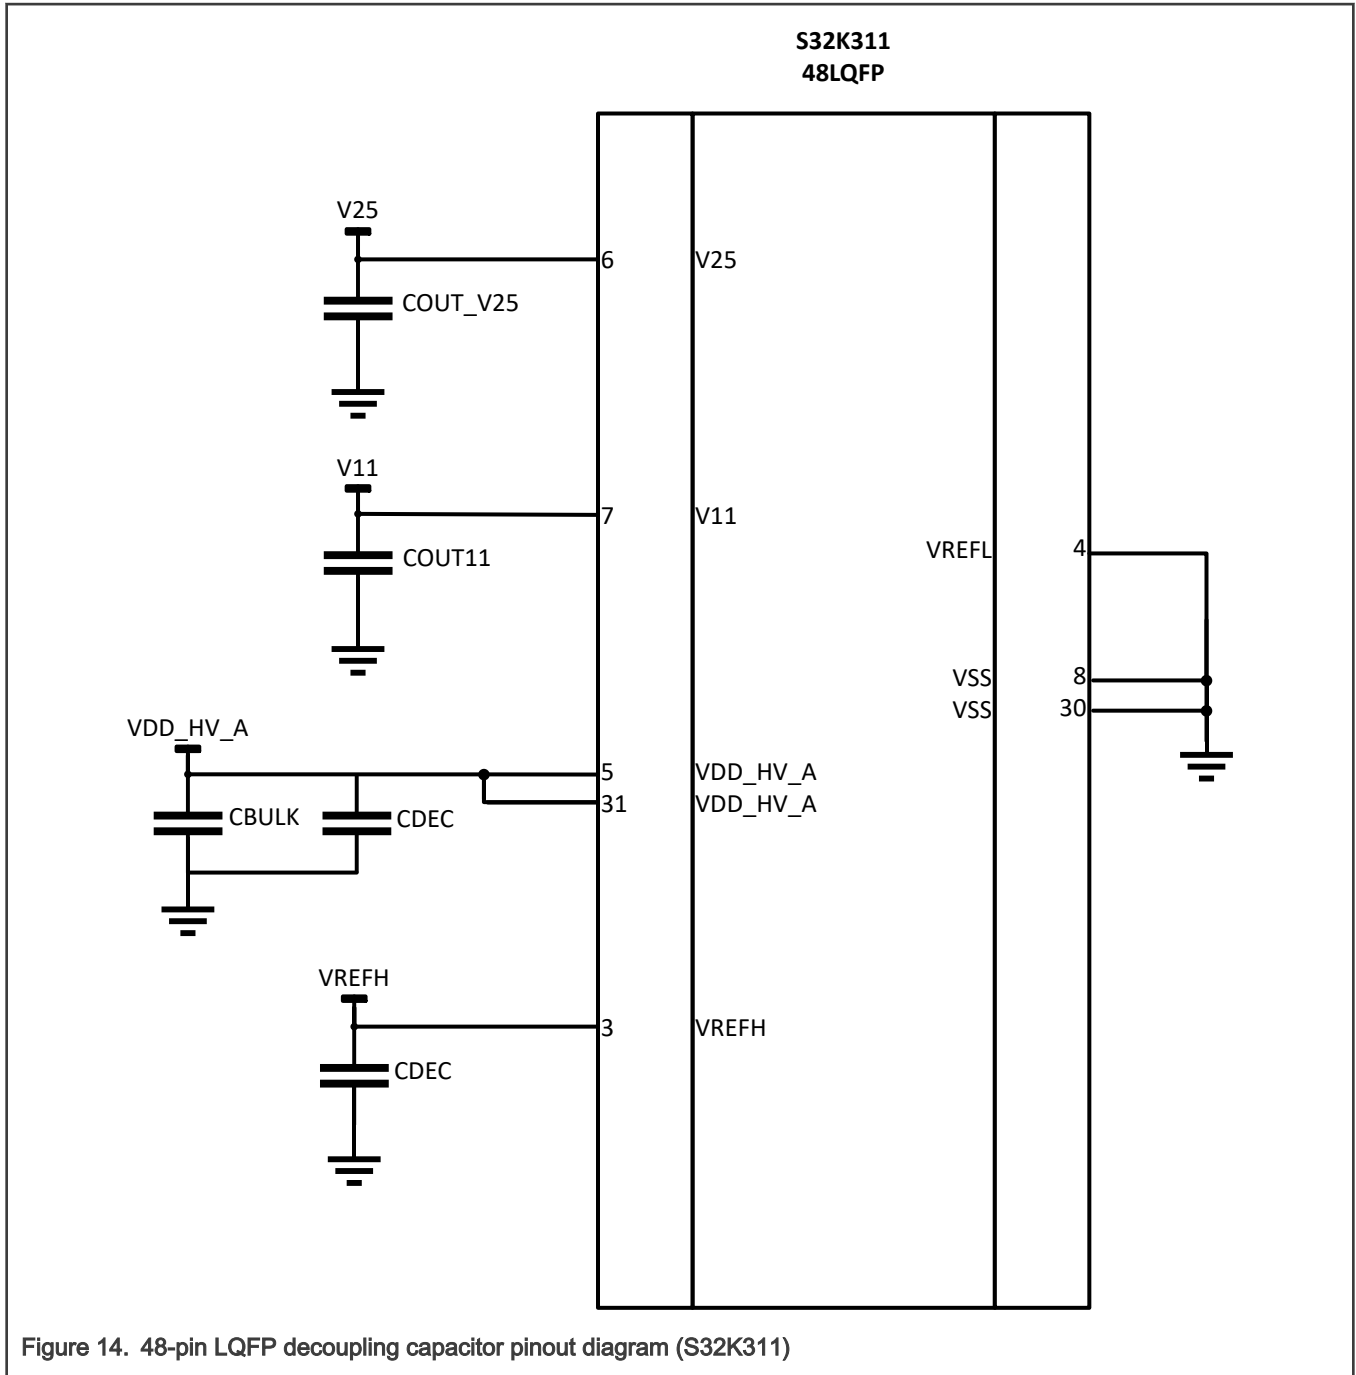 S32K311
48LQFP
V25
6
V25
COUT_V25
V11
7
V11
COUT11
VREFL
4
VSS
8
VSS
30
VDD_HV_A
5
VDD_HV_A
31
VDD_HV_A
CBULK
CDEC
VREFH
3
VREFH
CDEC
Figure 14. 48-pin LQFP decoupling capacitor pinout diagram (S32K311)